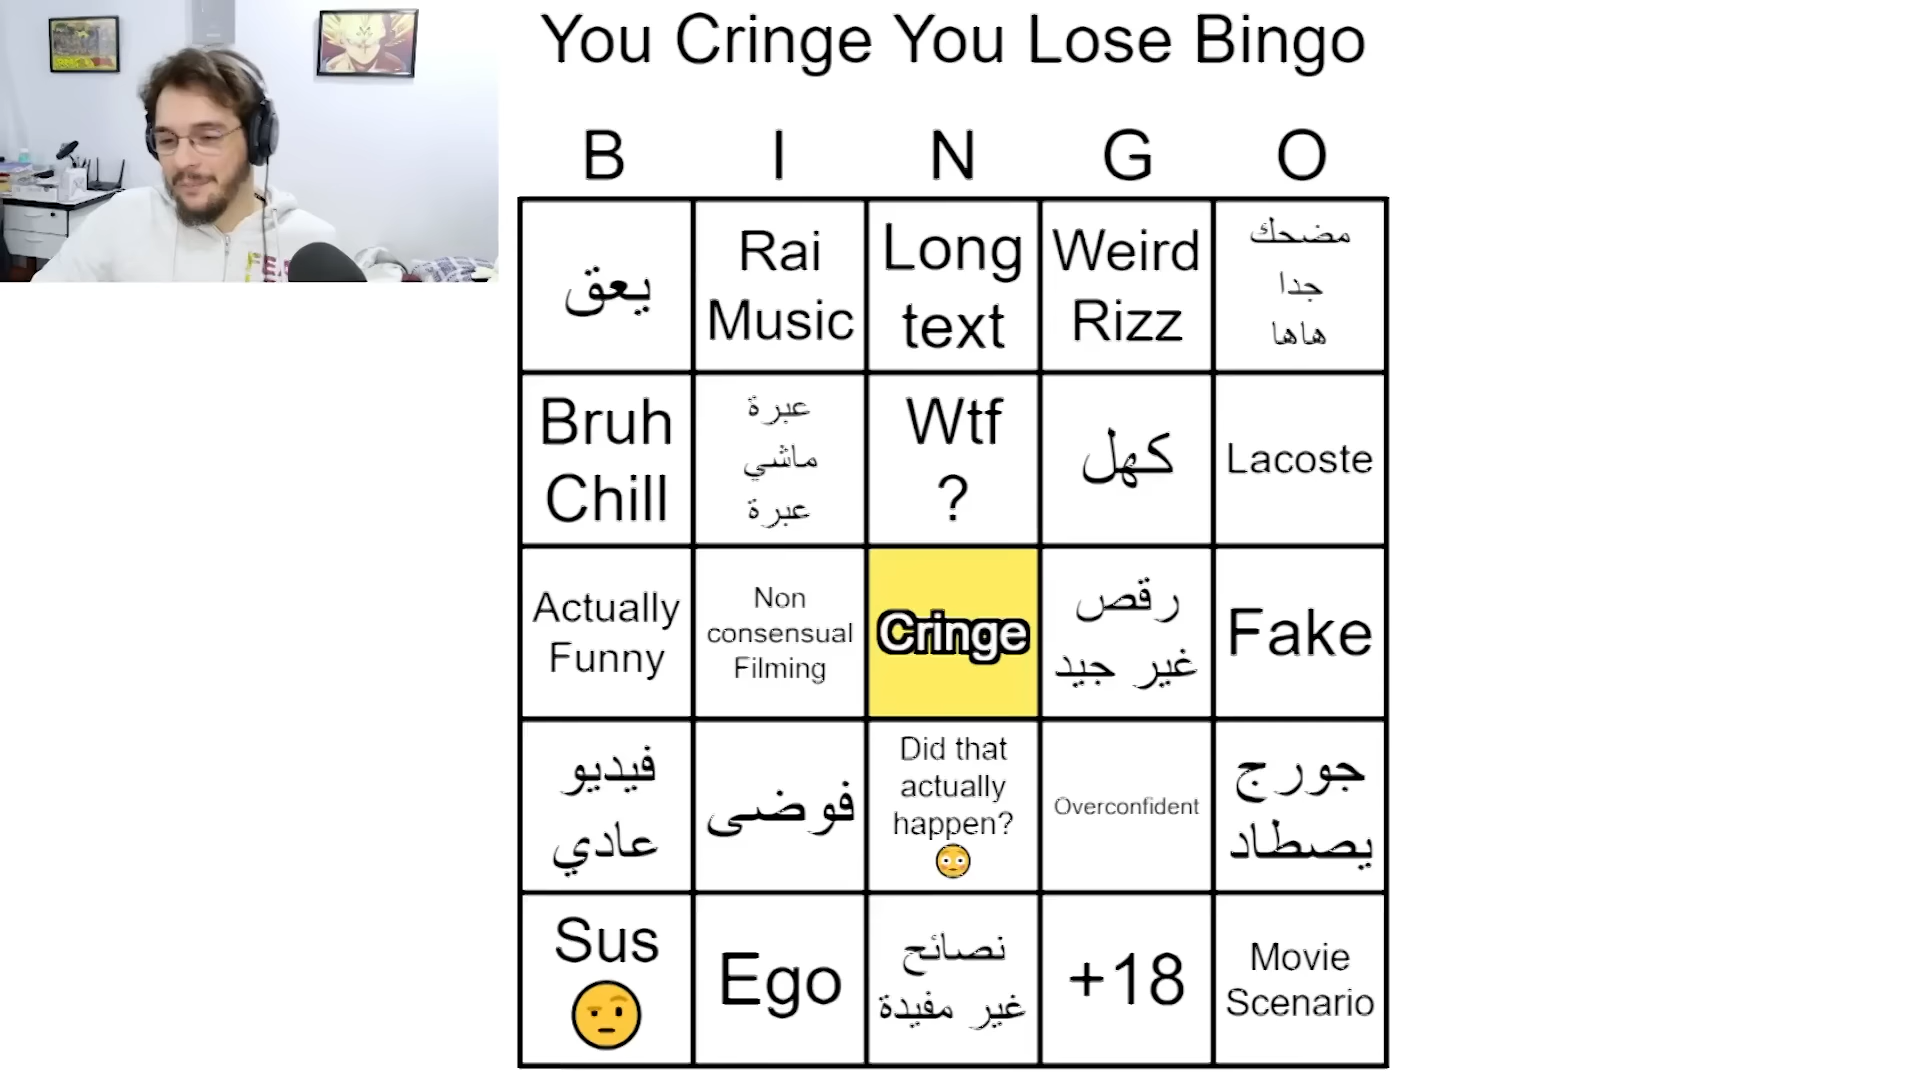 You Cringe You Lose Bingo
B I N G O
يعق
Rai
Music
Long
text
Weird
Rizz
مضحك
جدا
هاها
Bruh
Chill
عبرة
ماشي
عبرة
Wtf
?
كهل
Lacoste
Actually
Funny
Non
consensual
Filming
Cringe
رقص
غير جيد
Fake
فيديو
عادي
فوضى
Did that
actually
happen?
😳
Overconfident
جورج
يصطاد
Sus
🤨
Ego
نصائح
غير مفيدة
+18
Movie
Scenario